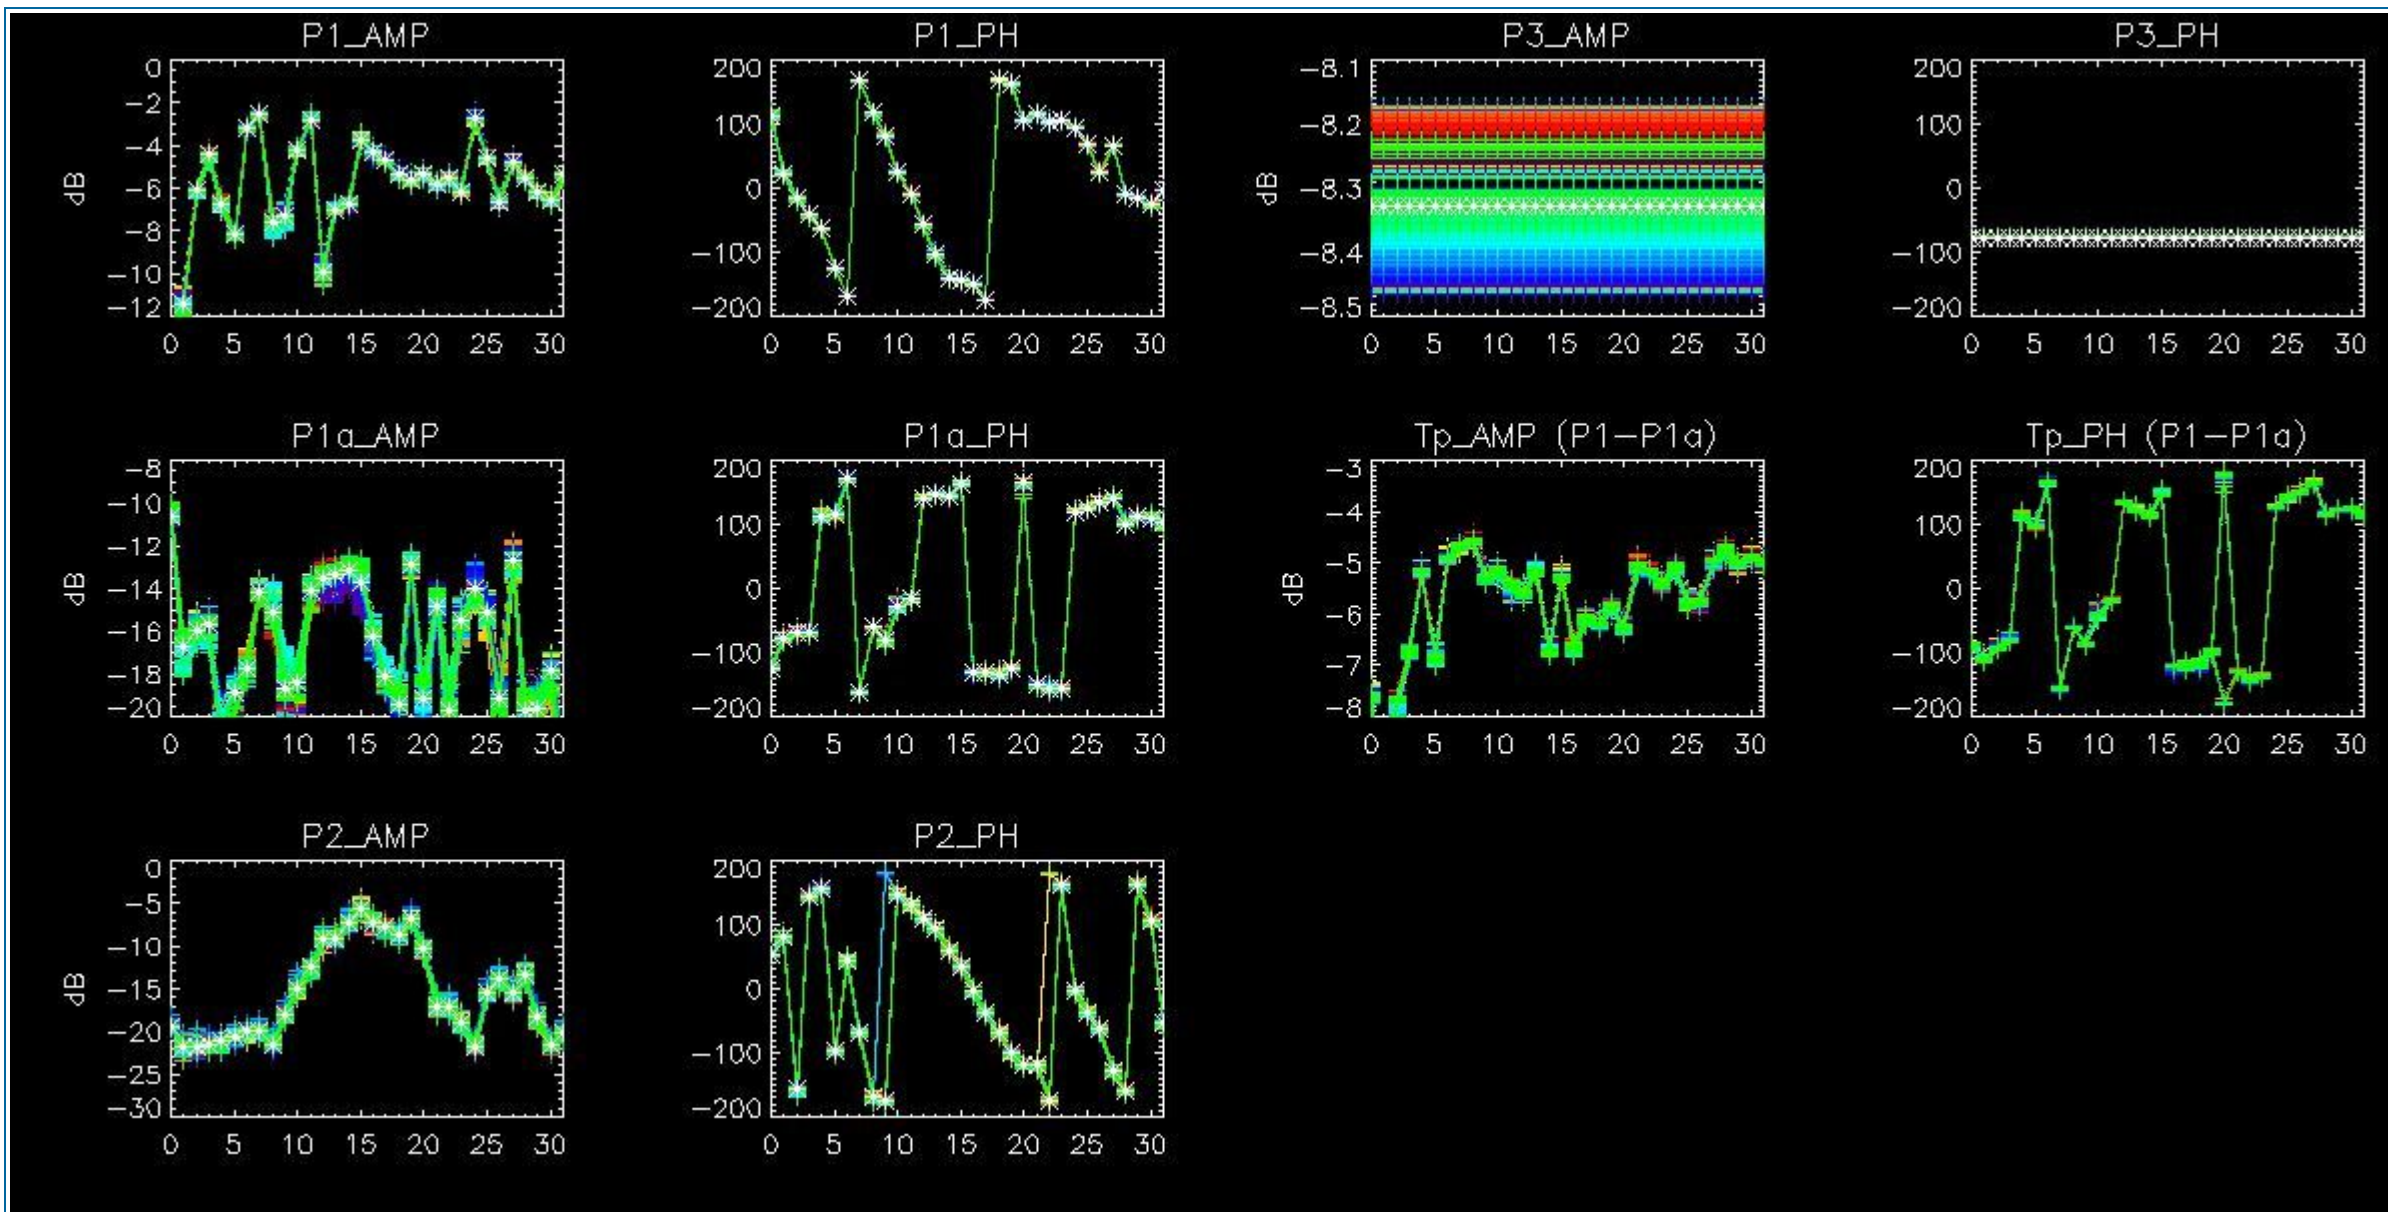 P1_AMP P1_PH P3_AMP P3_PH
0 200 -8.1 200
-2 100 -8.2 100
-4 0 -8.3 0
-6 -100 -8.4 -100
-8 -200 -8.5 -200
-10
-12
dB dB
0 5 10 15 20 25 30 0 5 10 15 20 25 30 0 5 10 15 20 25 30 0 5 10 15 20 25 30
P1a_AMP P1a_PH Tp_AMP (P1-P1a) Tp_PH (P1-P1a)
-8 200 -3 200
-10 100 -4 100
-12 0 -5 0
-14 -100 -6 -100
-16 -200 -7 -200
-18 -8
-20
dB dB
0 5 10 15 20 25 30 0 5 10 15 20 25 30 0 5 10 15 20 25 30 0 5 10 15 20 25 30
P2_AMP P2_PH
0 200
-5 100
-10 0
-15 -100
-20 -200
-25
-30
dB
0 5 10 15 20 25 30 0 5 10 15 20 25 30